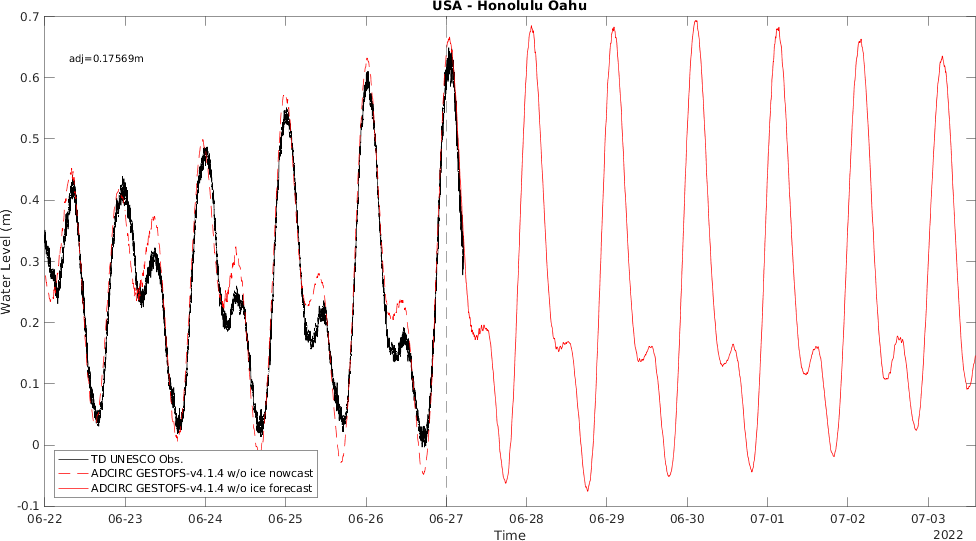 USA - Honolulu Oahu
adj=0.17569m
0.7
0.6
0.5
0.4
0.3
0.2
0.1
0
-0.1
Water Level (m)
TD UNESCO Obs.
ADCIRC GESTOFS-v4.1.4 w/o ice nowcast
ADCIRC GESTOFS-v4.1.4 w/o ice forecast
06-22 06-23 06-24 06-25 06-26 06-27 06-28 06-29 06-30 07-01 07-02 07-03
Time
2022